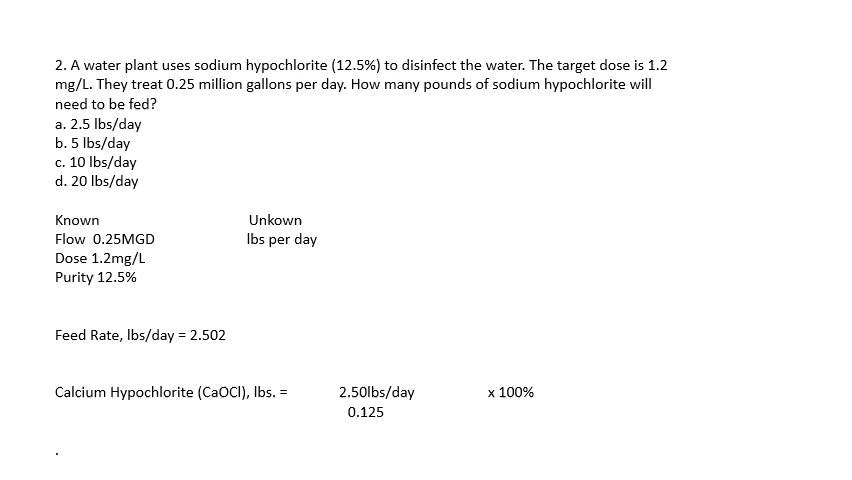 2. A water plant uses sodium hypochlorite (12.5%) to disinfect the water. The target dose is 1.2
mg/L. They treat 0.25 million gallons per day. How many pounds of sodium hypochlorite will
need to be fed?
a. 2.5 lbs/day
b. 5 lbs/day
c. 10 lbs/day
d. 20 lbs/day
Known Unkown
Flow 0.25MGD lbs per day
Dose 1.2mg/L
Purity 12.5%
Feed Rate, lbs/day = 2.502
Calcium Hypochlorite (CaOCl), lbs. = 2.50lbs/day x 100%
0.125
.